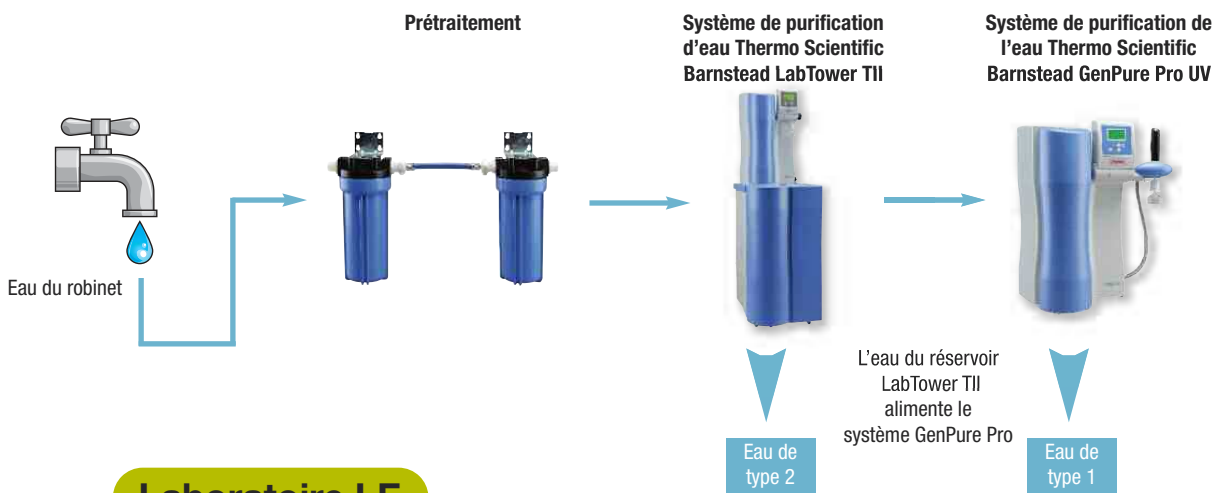 Prétraitement
Système de purification
d'eau Thermo Scientific
Barnstead LabTower TII
Système de purification de
l'eau Thermo Scientific
Barnstead GenPure Pro UV
Eau du robinet
L'eau du réservoir
LabTower TII
alimente le
système GenPure Pro
Eau de
type 2
Eau de
type 1